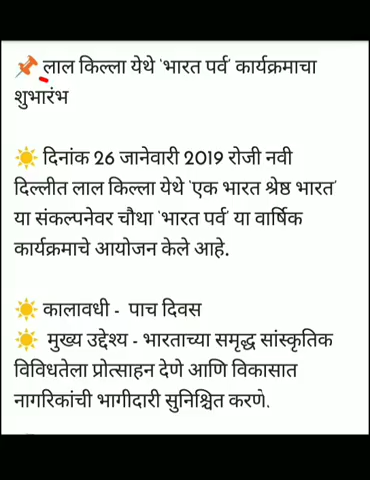 📌 लाल किल्ला येथे 'भारत पर्व' कार्यक्रमाचा
शुभारंभ
☀️ दिनांक 26 जानेवारी 2019 रोजी नवी
दिल्लीत लाल किल्ला येथे 'एक भारत श्रेष्ठ भारत'
या संकल्पनेवर चौथा 'भारत पर्व' या वार्षिक
कार्यक्रमाचे आयोजन केले आहे.
☀️ कालावधी - पाच दिवस
☀️ मुख्य उद्देश्य - भारताच्या समृद्ध सांस्कृतिक
विविधतेला प्रोत्साहन देणे आणि विकासात
नागरिकांची भागीदारी सुनिश्चित करणे.